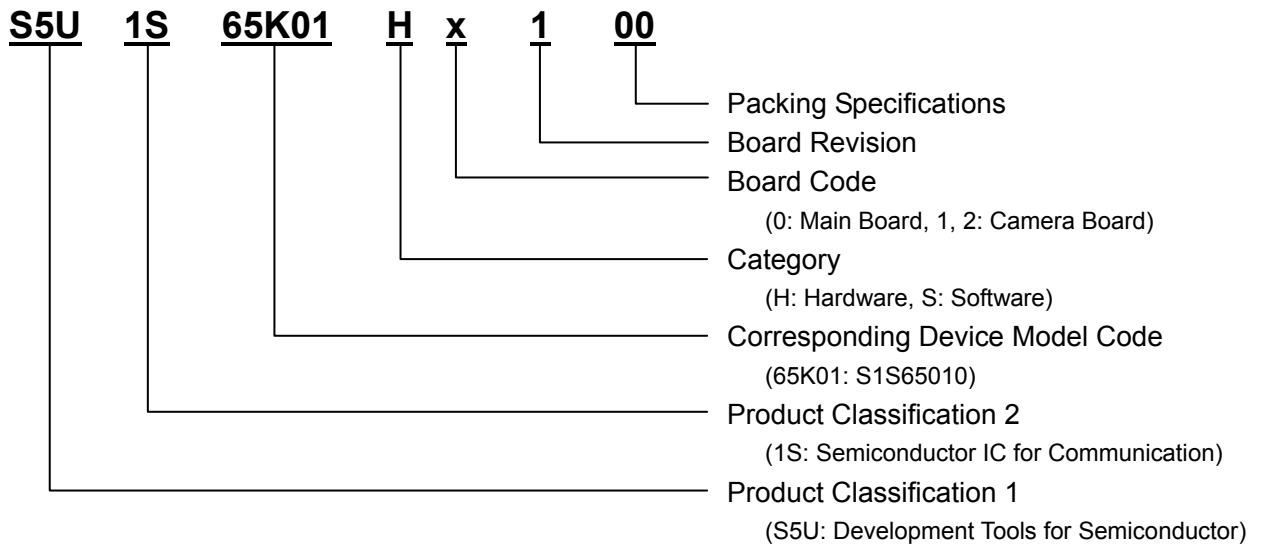 S5U 1S 65K01 H x 1 00
Packing Specifications
Board Revision
Board Code
(0: Main Board, 1, 2: Camera Board)
Category
(H: Hardware, S: Software)
Corresponding Device Model Code
(65K01: S1S65010)
Product Classification 2
(1S: Semiconductor IC for Communication)
Product Classification 1
(S5U: Development Tools for Semiconductor)